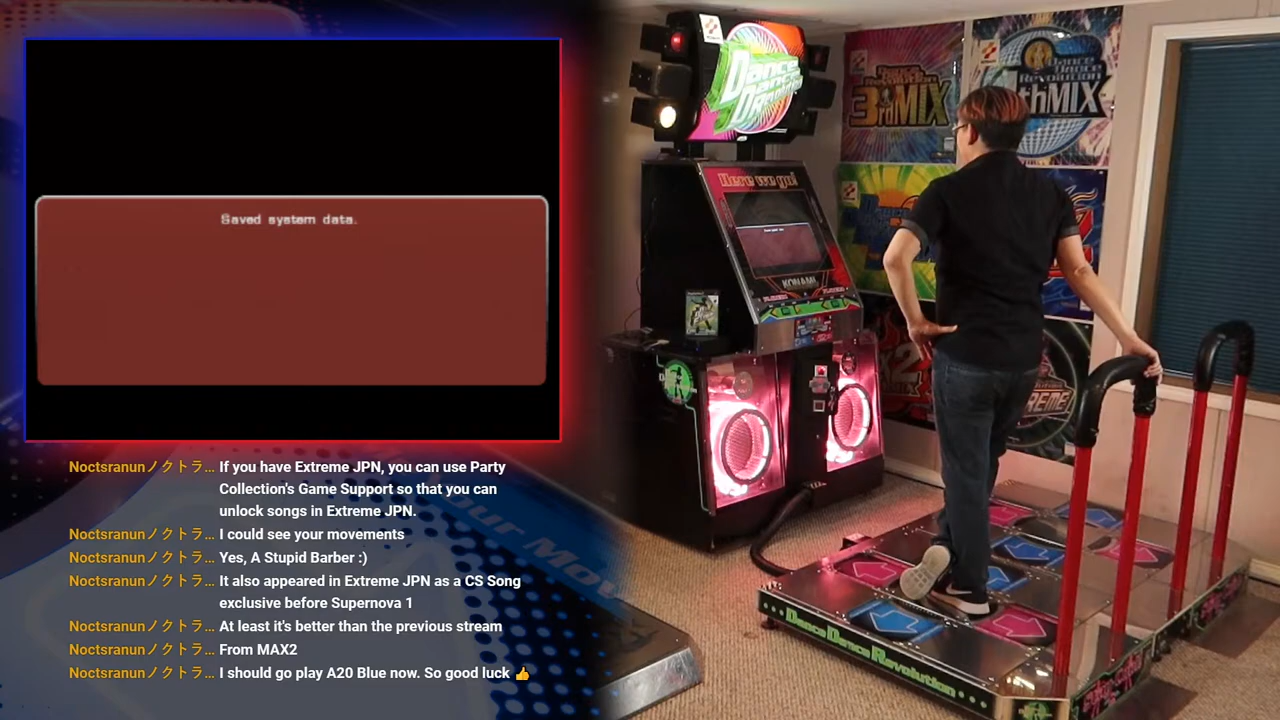 Saved system data.
Noctsranunノクトラ... If you have Extreme JPN, you can use Party
Collection's Game Support so that you can
unlock songs in Extreme JPN.
Noctsranunノクトラ... I could see your movements
Noctsranunノクトラ... Yes, A Stupid Barber :)
Noctsranunノクトラ... It also appeared in Extreme JPN as a CS Song
exclusive before Supernova 1
Noctsranunノクトラ... At least it's better than the previous stream
Noctsranunノクトラ... From MAX2
Noctsranunノクトラ... I should go play A20 Blue now. So good luck 👍
Dance
Dance
Revolution
Here we go!
KONAMI
3rdMIX
Dance Dance
Revolution
4thMIX
Dance Dance Revolution